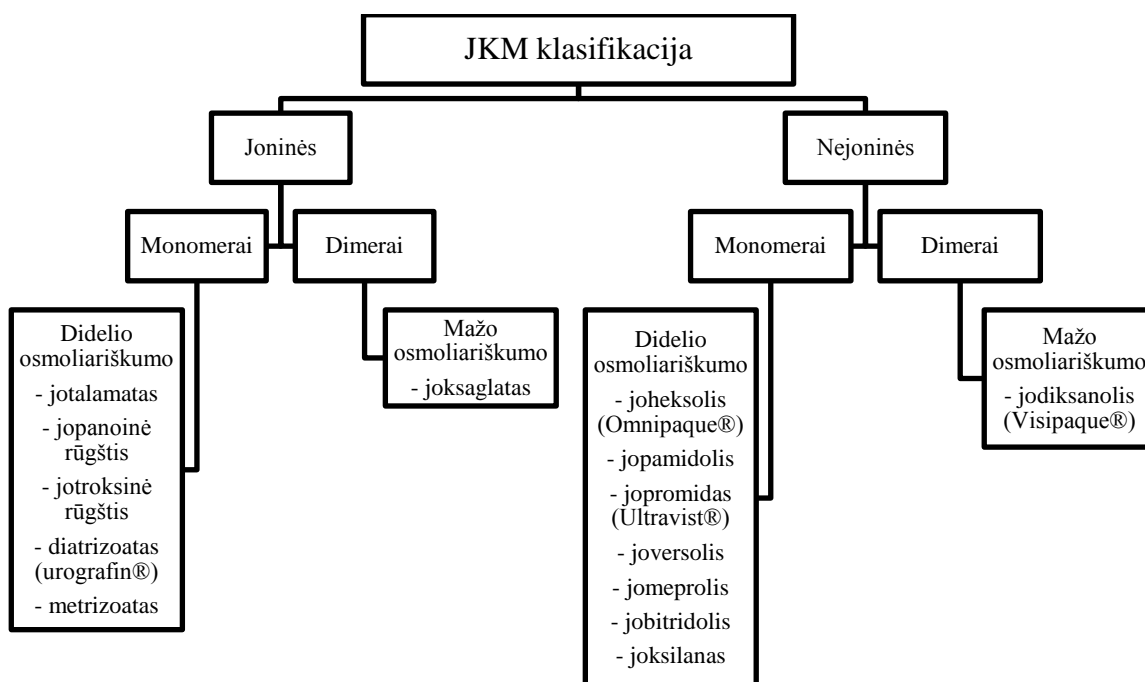 JKM klasifikacija
Joninės
Nejoninės
Monomerai
Dimerai
Monomerai
Dimerai
Didelio
osmoliariškumo
- jotalamatas
- jopanoinė
rūgštis
- jotroksinė
rūgštis
- diatrizoatas
(urografin®)
- metrizoatas
Mažo
osmoliariškumo
- joksaglatas
Didelio
osmoliariškumo
- joheksolis
(Omnipaque®)
- jopamidolis
- jopromidas
(Ultravist®)
- joversolis
- jomeprolis
- jobitridolis
- joksilanas
Mažo
osmoliariškumo
- jodiksanolis
(Visipaque®)